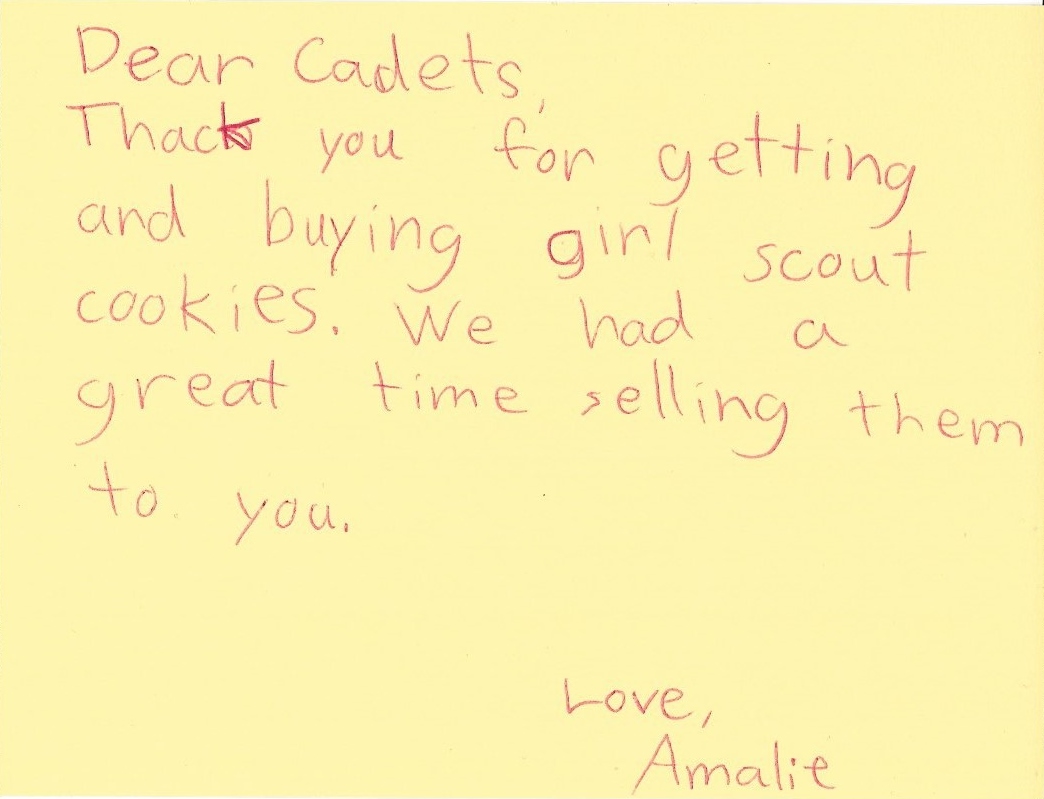 Dear Cadets,
Thack you for getting
and buying girl scout
cookies. We had a
great time selling them
to you.
Love,
Amalie